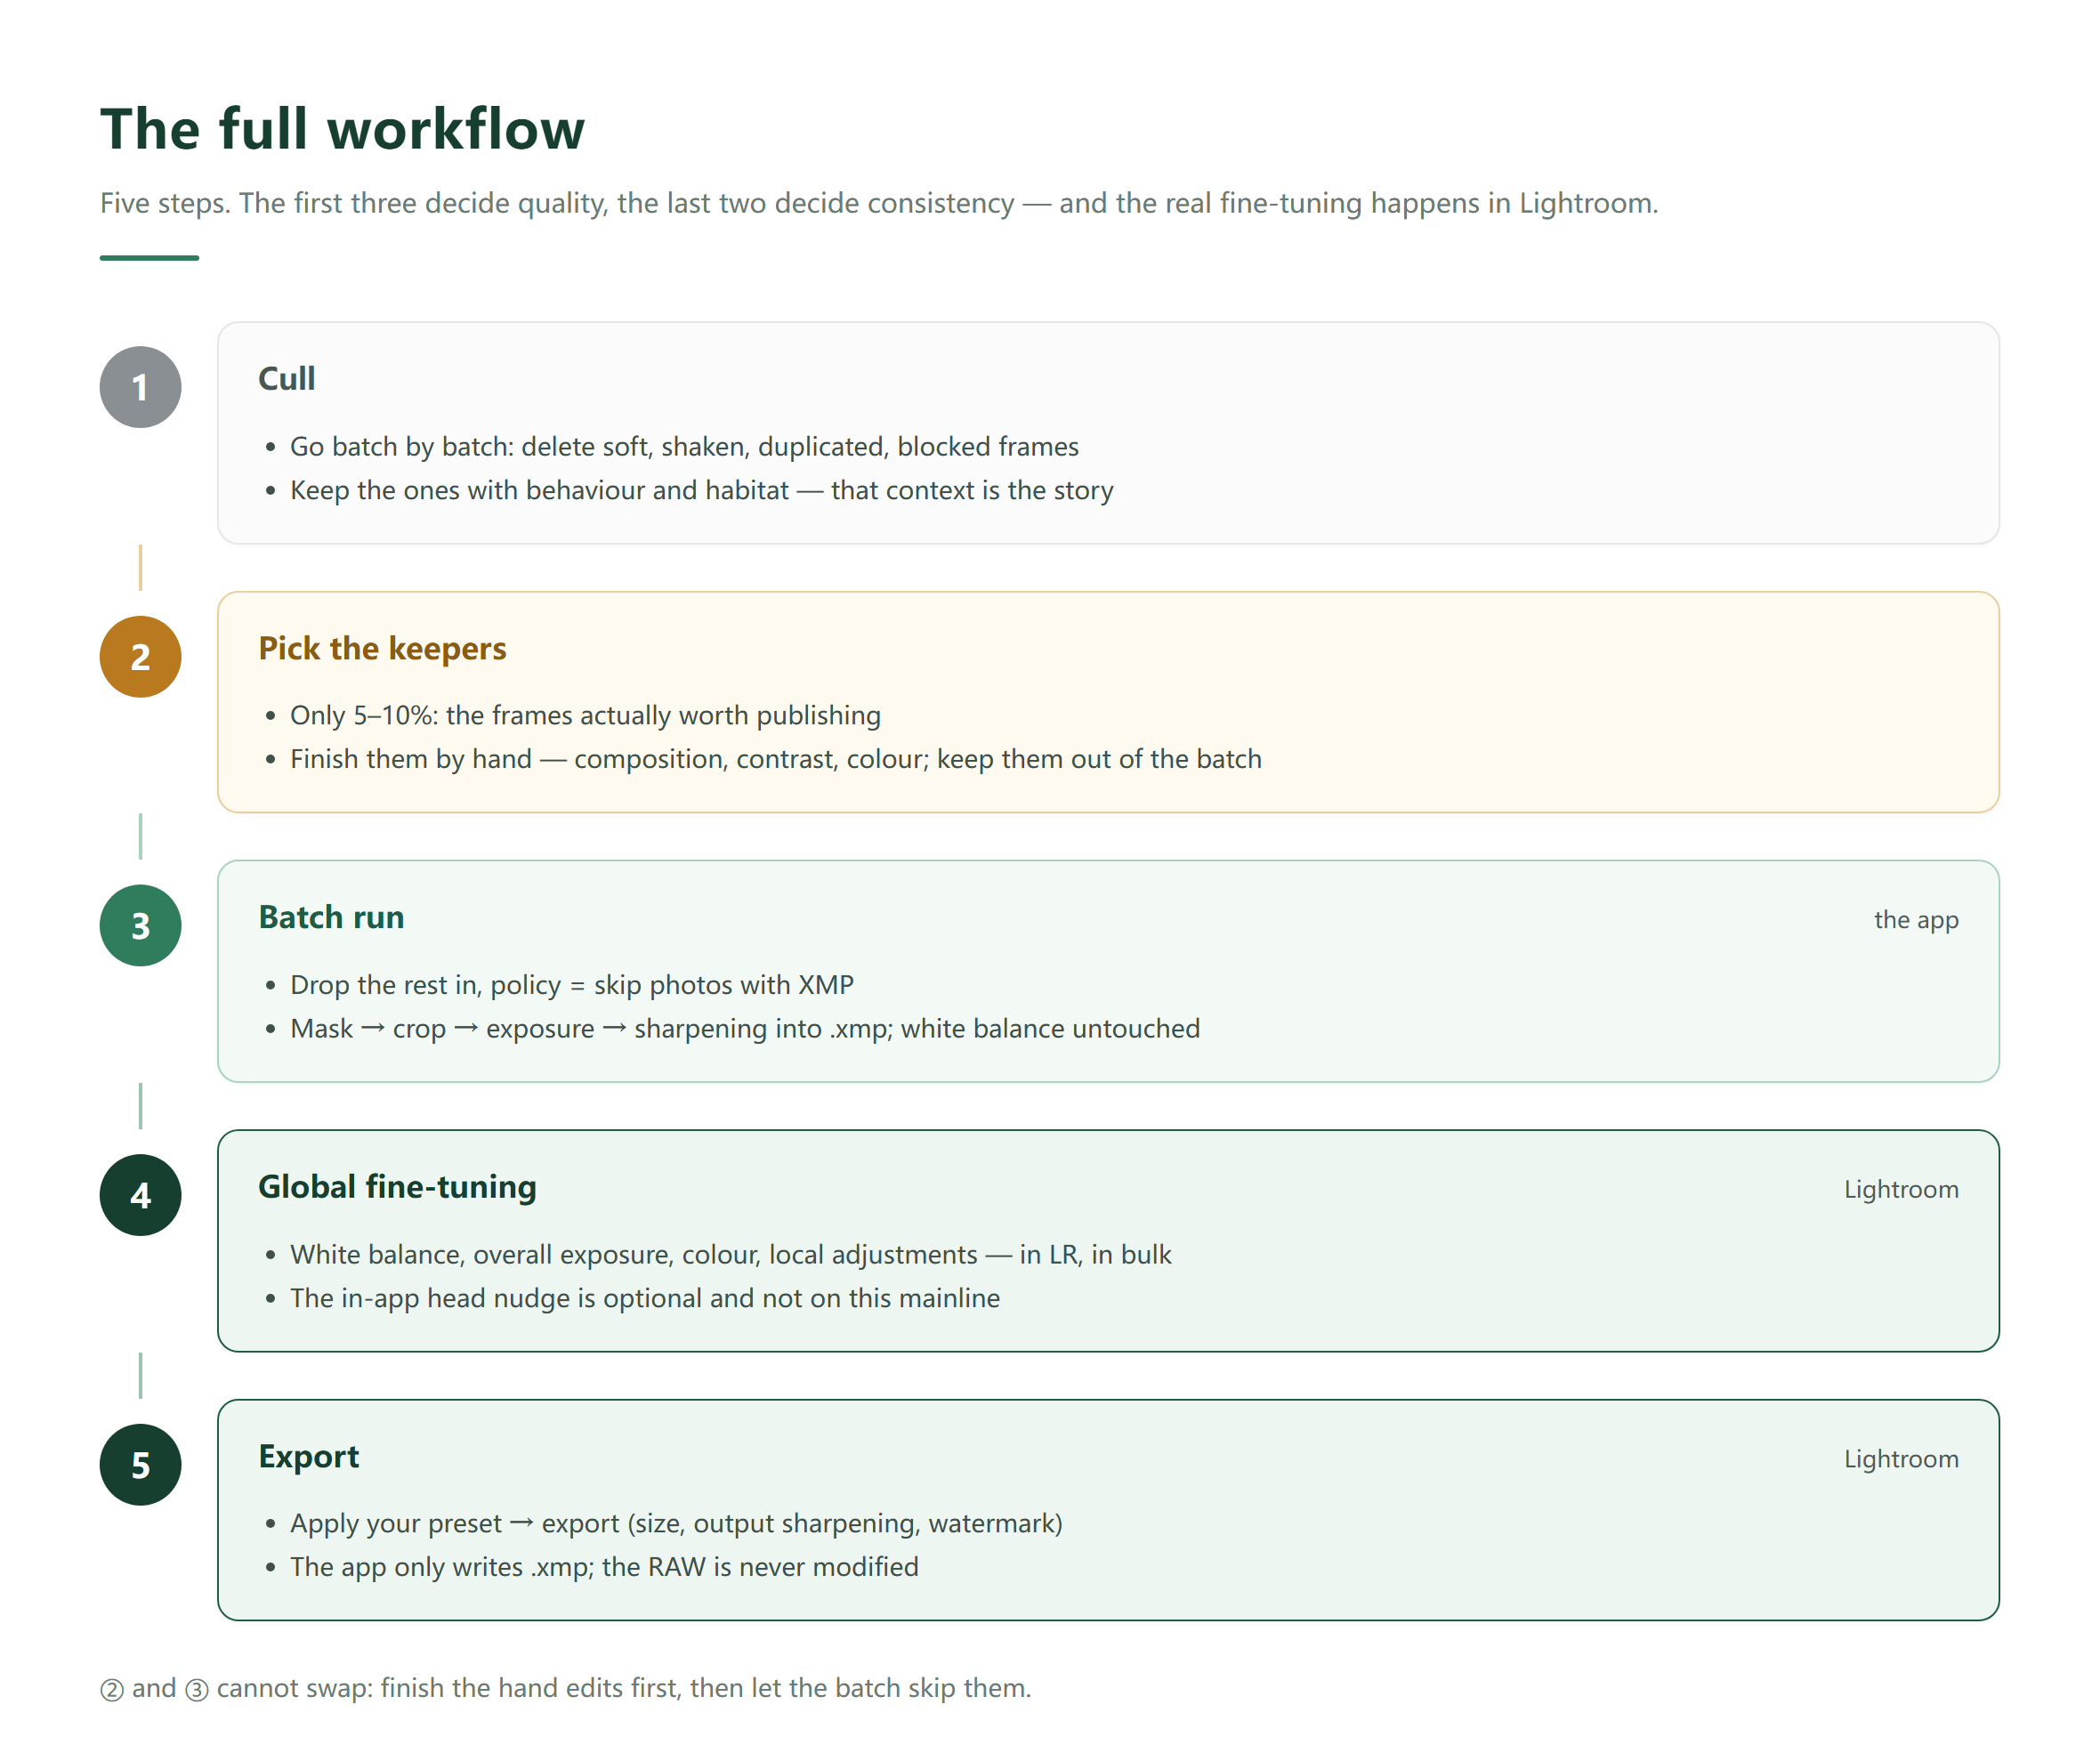 The full workflow
Five steps. The first three decide quality, the last two decide consistency — and the real fine-tuning happens in Lightroom.
1
Cull
• Go batch by batch: delete soft, shaken, duplicated, blocked frames
• Keep the ones with behaviour and habitat — that context is the story
2
Pick the keepers
• Only 5–10%: the frames actually worth publishing
• Finish them by hand — composition, contrast, colour; keep them out of the batch
3
Batch run
the app
• Drop the rest in, policy = skip photos with XMP
• Mask → crop → exposure → sharpening into .xmp; white balance untouched
4
Global fine-tuning
Lightroom
• White balance, overall exposure, colour, local adjustments — in LR, in bulk
• The in-app head nudge is optional and not on this mainline
5
Export
Lightroom
• Apply your preset → export (size, output sharpening, watermark)
• The app only writes .xmp; the RAW is never modified
② and ③ cannot swap: finish the hand edits first, then let the batch skip them.